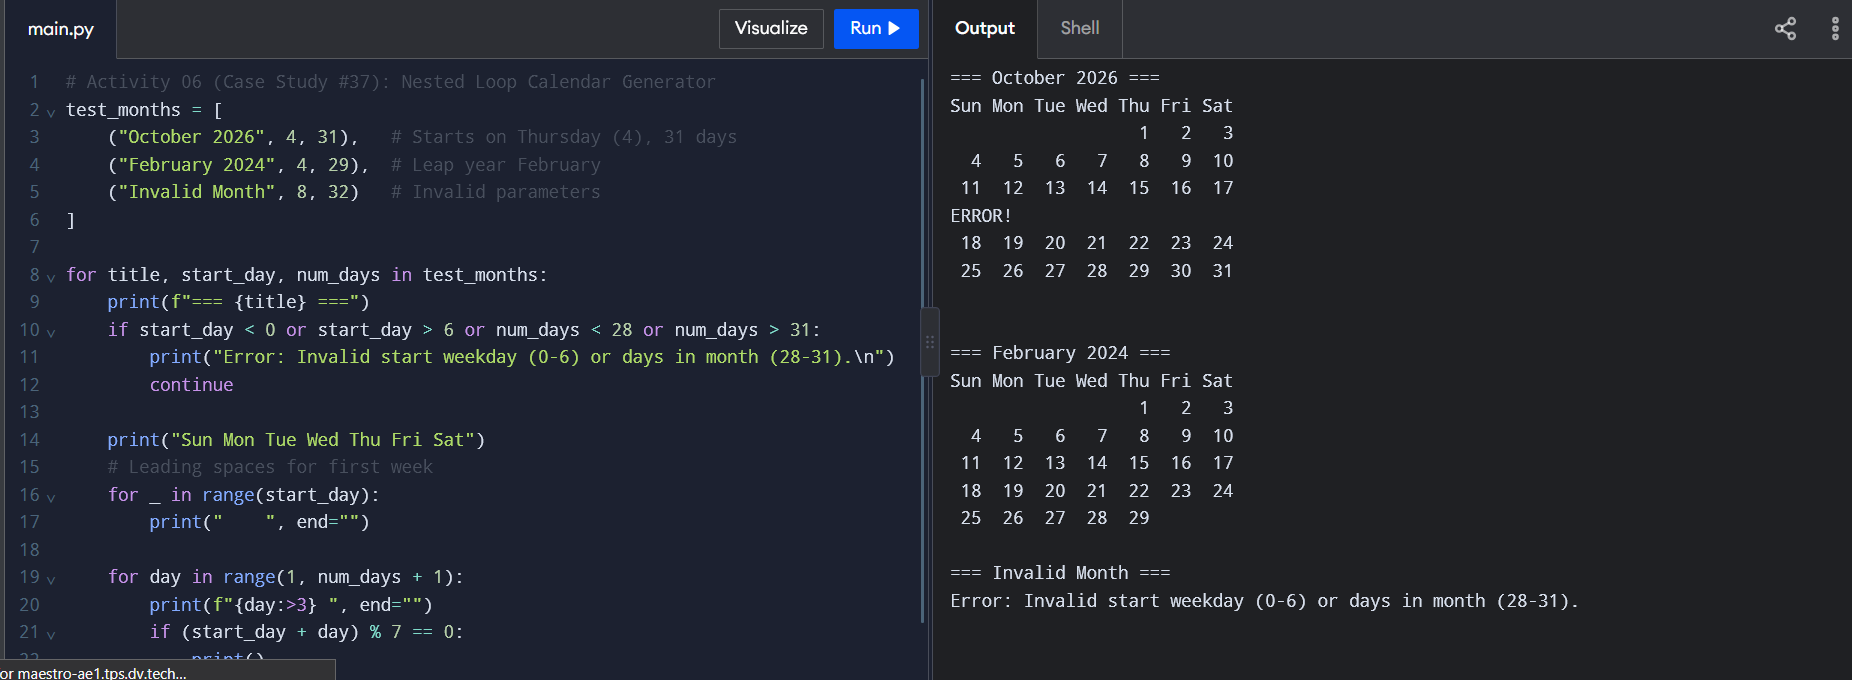 main.py
Visualize
Run
1 # Activity 06 (Case Study #37): Nested Loop Calendar Generator
2 test_months = [
3     ("October 2026", 4, 31),   # Starts on Thursday (4), 31 days
4     ("February 2024", 4, 29),  # Leap year February
5     ("Invalid Month", 8, 32)   # Invalid parameters
6 ]
7
8 for title, start_day, num_days in test_months:
9     print(f"=== {title} ===")
10     if start_day < 0 or start_day > 6 or num_days < 28 or num_days > 31:
11         print("Error: Invalid start weekday (0-6) or days in month (28-31).\n")
12         continue
13
14     print("Sun Mon Tue Wed Thu Fri Sat")
15     # Leading spaces for first week
16     for _ in range(start_day):
17         print("    ", end="")
18
19     for day in range(1, num_days + 1):
20         print(f"{day:>3} ", end="")
21         if (start_day + day) % 7 == 0:
22             print()
or maestro-ae1.tps.dv.tech...
Output
Shell
=== October 2026 ===
Sun Mon Tue Wed Thu Fri Sat
                  1   2   3
  4   5   6   7   8   9  10
 11  12  13  14  15  16  17
ERROR!
 18  19  20  21  22  23  24
 25  26  27  28  29  30  31
=== February 2024 ===
Sun Mon Tue Wed Thu Fri Sat
                  1   2   3
  4   5   6   7   8   9  10
 11  12  13  14  15  16  17
 18  19  20  21  22  23  24
 25  26  27  28  29
=== Invalid Month ===
Error: Invalid start weekday (0-6) or days in month (28-31).